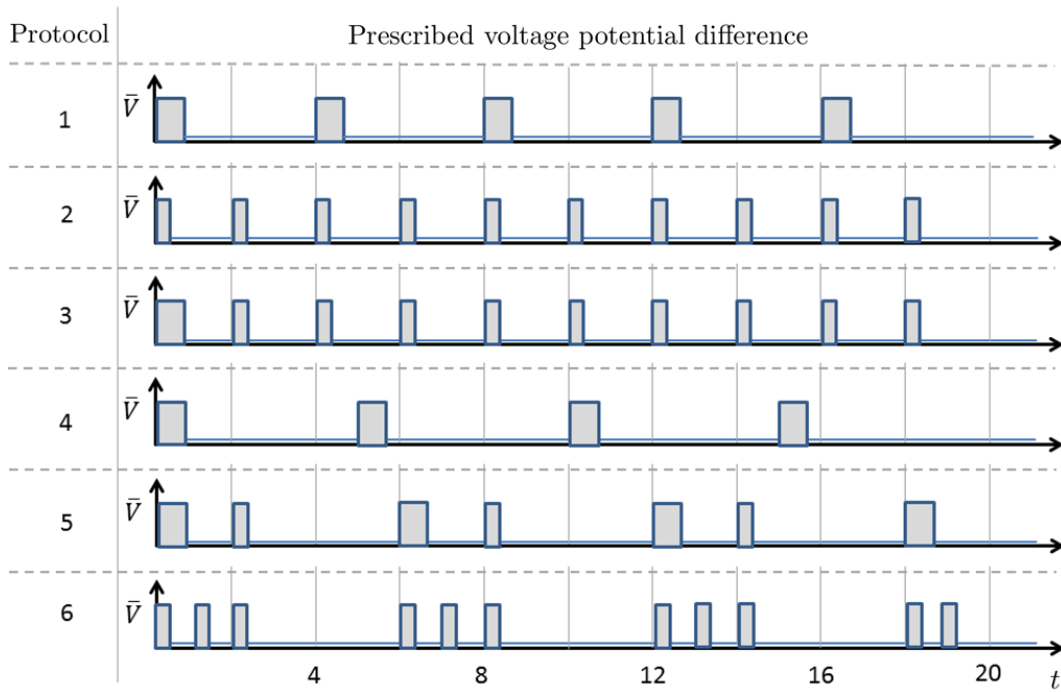 Protocol Prescribed voltage potential difference
1 V̄
2 V̄
3 V̄
4 V̄
5 V̄
6 V̄
4 8 12 16 20 t